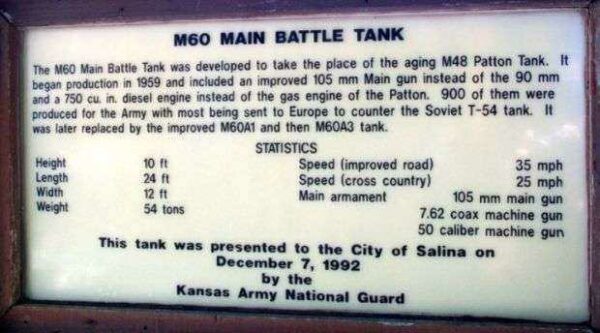 M60 MAIN BATTLE TANK
The M60 Main Battle Tank was developed to take the place of the aging M48 Patton Tank. It
began production in 1959 and included an improved 105 mm Main gun instead of the 90 mm
and a 750 cu. in. diesel engine instead of the gas engine of the Patton. 900 of them were
produced for the Army with most being sent to Europe to counter the Soviet T-54 tank. It
was later replaced by the improved M60A1 and then M60A3 tank.
STATISTICS
Height 10 ft Speed (improved road) 35 mph
Length 24 ft Speed (cross country) 25 mph
Width 12 ft Main armament 105 mm main gun
Weight 54 tons 7.62 coax machine gun
50 caliber machine gun
This tank was presented to the City of Salina on
December 7, 1992
by the
Kansas Army National Guard